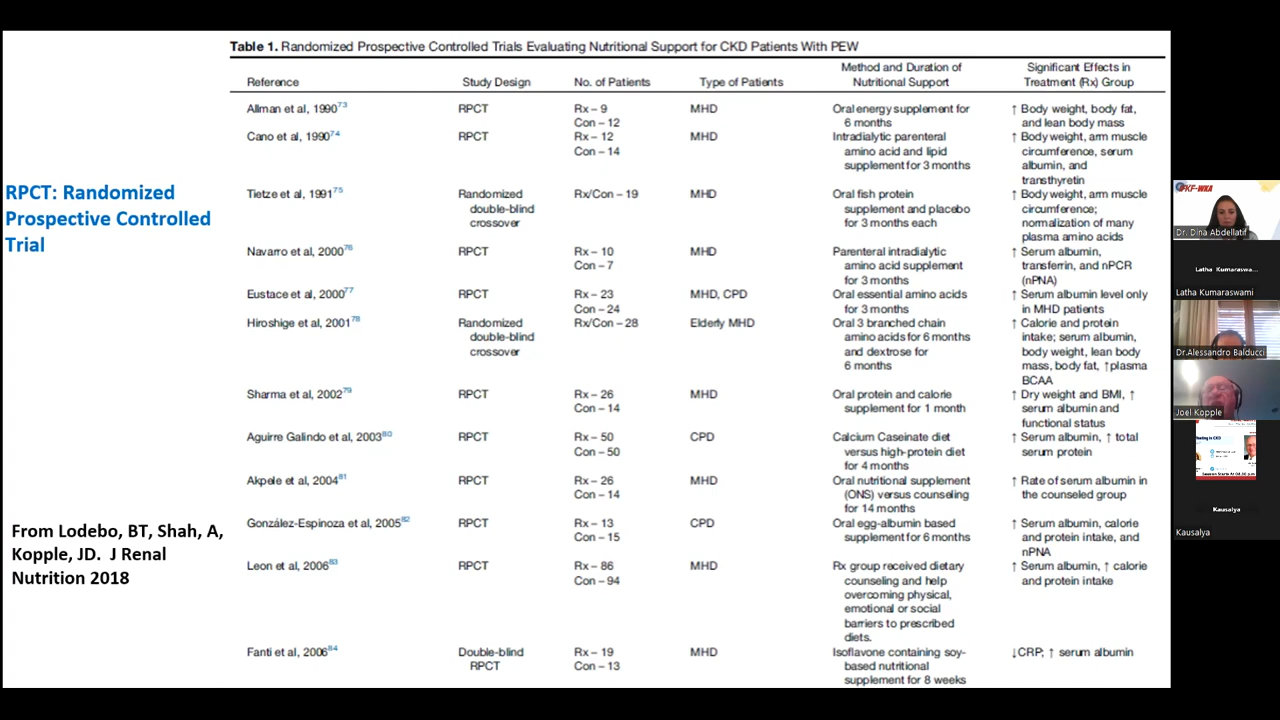 Table 1. Randomized Prospective Controlled Trials Evaluating Nutritional Support for CKD Patients With PEW
Reference
Study Design
No. of Patients
Type of Patients
Method and Duration of
Nutritional Support
Significant Effects in
Treatment (Rx) Group
Allman et al, 1990⁷³
RPCT
Rx – 9
Con – 12
MHD
Oral energy supplement for
6 months
↑ Body weight, body fat,
and lean body mass
Cano et al, 1990⁷⁴
RPCT
Rx – 12
Con – 14
MHD
Intradialytic parenteral
amino acid and lipid
supplement for 3 months
↑ Body weight, arm muscle
circumference, serum
albumin, and
transthyretin
Tietze et al, 1991⁷⁵
Randomized
double-blind
crossover
Rx/Con – 19
MHD
Oral fish protein
supplement and placebo
for 3 months each
↑ Body weight, arm muscle
circumference;
normalization of many
plasma amino acids
Navarro et al, 2000⁷⁶
RPCT
Rx – 10
Con – 7
MHD
Parenteral intradialytic
amino acid supplement
for 3 months
↑ Serum albumin,
transferrin, and nPCR
(nPNA)
Eustace et al, 2000⁷⁷
RPCT
Rx – 23
Con – 24
MHD, CPD
Oral essential amino acids
for 3 months
↑ Serum albumin level only
in MHD patients
Hiroshige et al, 2001⁷⁸
Randomized
double-blind
crossover
Rx/Con – 28
Elderly MHD
Oral 3 branched chain
amino acids for 6 months
and dextrose for
6 months
↑ Calorie and protein
intake; serum albumin,
body weight, lean body
mass, body fat, ↑plasma
BCAA
Sharma et al, 2002⁷⁹
RPCT
Rx – 26
Con – 14
MHD
Oral protein and calorie
supplement for 1 month
↑ Dry weight and BMI, ↑
serum albumin and
functional status
Aguirre Galindo et al, 2003⁸⁰
RPCT
Rx – 50
Con – 50
CPD
Calcium Caseinate diet
versus high-protein diet
for 4 months
↑ Serum albumin, ↑ total
serum protein
Akpele et al, 2004⁸¹
RPCT
Rx – 26
Con – 14
MHD
Oral nutritional supplement
(ONS) versus counseling
for 14 months
↑ Rate of serum albumin in
the counseled group
González-Espinoza et al, 2005⁸²
RPCT
Rx – 13
Con – 15
CPD
Oral egg-albumin based
supplement for 6 months
↑ Serum albumin, calorie
and protein intake, and
nPNA
Leon et al, 2006⁸³
RPCT
Rx – 86
Con – 94
MHD
Rx group received dietary
counseling and help
overcoming physical,
emotional or social
barriers to prescribed
diets.
↑ Serum albumin, ↑ calorie
and protein intake
Fanti et al, 2006⁸⁴
Double-blind
RPCT
Rx – 19
Con – 13
MHD
Isoflavone containing soy-
based nutritional
supplement for 8 weeks
↓CRP; ↑ serum albumin
RPCT: Randomized
Prospective Controlled
Trial
From Lodebo, BT, Shah, A,
Kopple, JD. J Renal
Nutrition 2018
IFKF-WKA
Dr. Dina Abdellatif
Latha Kumaraswa...
Latha Kumaraswami
Dr.Alessandro Balducci
Joel Kopple
Kausalya
Kausalya